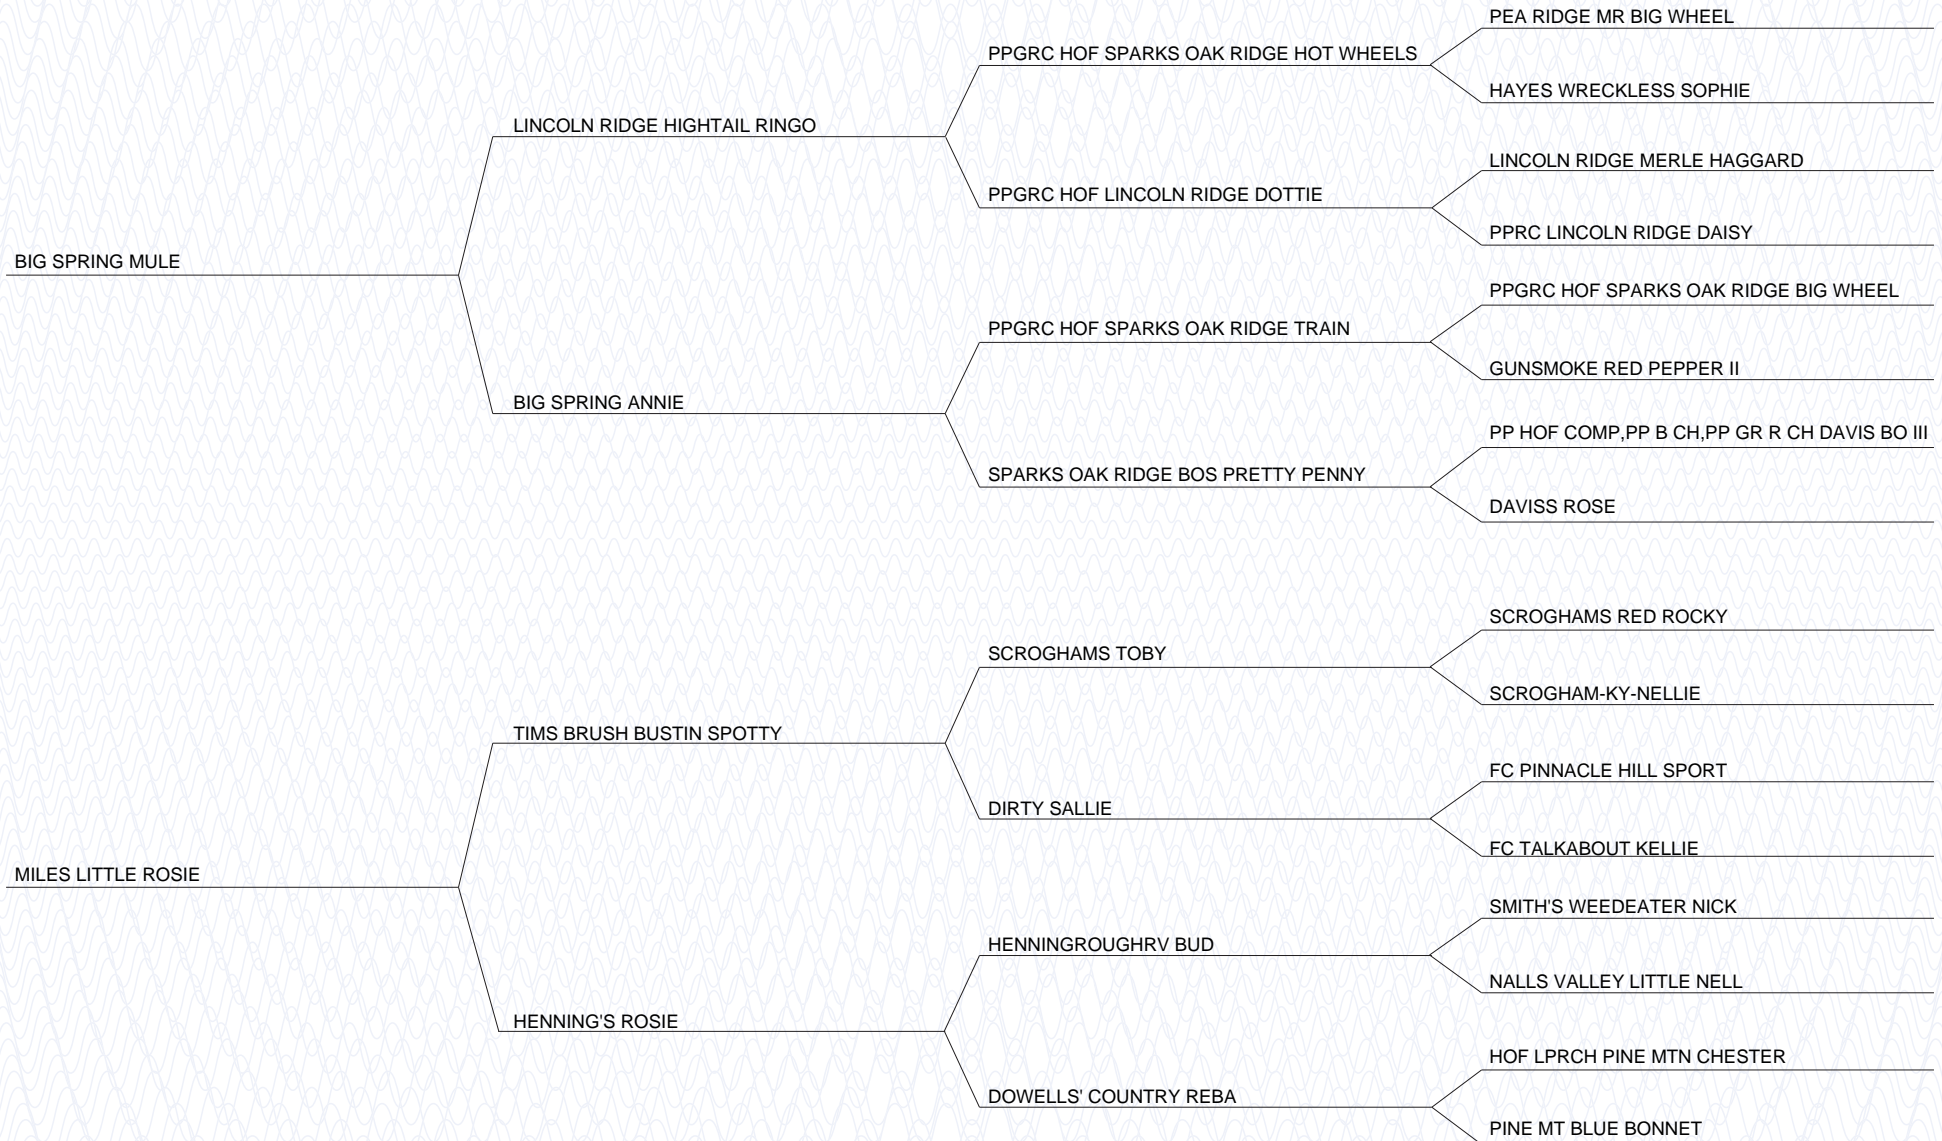 PEA RIDGE MR BIG WHEEL
PPGRC HOF SPARKS OAK RIDGE HOT WHEELS
HAYES WRECKLESS SOPHIE
LINCOLN RIDGE HIGHTAIL RINGO
LINCOLN RIDGE MERLE HAGGARD
PPGRC HOF LINCOLN RIDGE DOTTIE
PPRC LINCOLN RIDGE DAISY
BIG SPRING MULE
PPGRC HOF SPARKS OAK RIDGE BIG WHEEL
PPGRC HOF SPARKS OAK RIDGE TRAIN
GUNSMOKE RED PEPPER II
BIG SPRING ANNIE
PP HOF COMP,PP B CH,PP GR R CH DAVIS BO III
SPARKS OAK RIDGE BOS PRETTY PENNY
DAVISS ROSE
SCROGHAMS RED ROCKY
SCROGHAMS TOBY
SCROGHAM-KY-NELLIE
TIMS BRUSH BUSTIN SPOTTY
FC PINNACLE HILL SPORT
DIRTY SALLIE
FC TALKABOUT KELLIE
MILES LITTLE ROSIE
SMITH'S WEEDEATER NICK
HENNINGROUGHRV BUD
NALLS VALLEY LITTLE NELL
HENNING'S ROSIE
HOF LPRCH PINE MTN CHESTER
DOWELLS' COUNTRY REBA
PINE MT BLUE BONNET